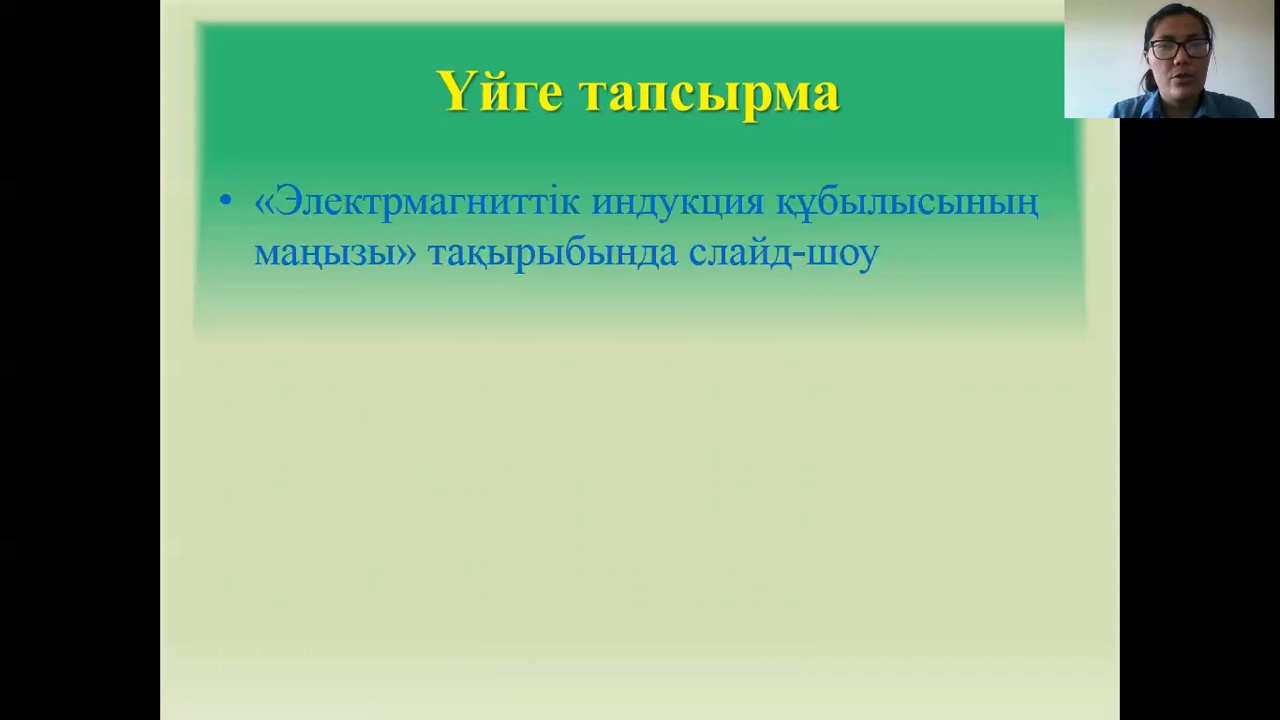 Үйге тапсырма
• «Электрмагниттік индукция құбылысының
маңызы» тақырыбында слайд-шоу